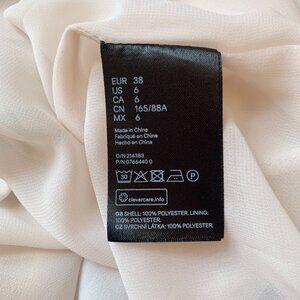 EUR 38
US 6
CA 6
CN 165/88A
MX 6
Made in China
Fabriqué en Chine
Hecho en China
O/N 214383
P/N 0766440 0
30 P
clevercare.info
GB SHELL: 100% POLYESTER. LINING:
100% POLYESTER.
CZ SVRCHNÍ LÁTKA: 100% POLYESTER.